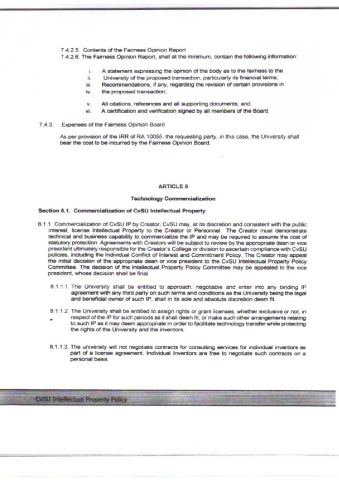 7.4.2.5. Contents of the Fairness Opinion Report
7.4.2.6. The Fairness Opinion Report, shall at the minimum, contain the following information:
i. A statement expressing the opinion of the body as to the fairness to the
ii. University of the proposed transaction, particularly its financial terms;
iii. Recommendations, if any, regarding the revision of certain provisions in
iv. the proposed transaction;
v. All citations, references and all supporting documents; and
vi. A certification and verification signed by all members of the Board.
7.4.3. Expenses of the Fairness Opinion Board
As per provision of the IRR of RA 10055, the requesting party, in this case, the University shall
bear the cost to be incurred by the Fairness Opinion Board.
ARTICLE 8
Technology Commercialization
Section 8.1. Commercialization of CvSU Intellectual Property
8.1.1. Commercialization of CvSU IP by Creator. CvSU may, at its discretion and consistent with the public
interest, license Intellectual Property to the Creator or Personnel. The Creator must demonstrate
technical and business capability to commercialize the IP and may be required to assume the cost of
statutory protection. Agreements with Creators will be subject to review by the appropriate dean or vice
president ultimately responsible for the Creator's College or division to ascertain compliance with CvSU
policies, including the Individual Conflict of Interest and Commitment Policy. The Creator may appeal
the initial decision of the appropriate dean or vice president to the CvSU Intellectual Property Policy
Committee. The decision of the Intellectual Property Policy Committee may be appealed to the vice
president, whose decision shall be final.
8.1.1.1. The University shall be entitled to approach, negotiate and enter into any binding IP
agreement with any third party on such terms and conditions as the University being the legal
and beneficial owner of such IP, shall in its sole and absolute discretion deem fit.
8.1.1.2. The University shall be entitled to assign rights or grant licenses, whether exclusive or not, in
respect of the IP for such periods as it shall deem fit, or make such other arrangements relating
to such IP as it may deem appropriate in order to facilitate technology transfer while protecting
the rights of the University and the inventors.
8.1.1.3. The university will not negotiate contracts for consulting services for individual inventors as
part of a license agreement. Individual Inventors are free to negotiate such contracts on a
personal basis.
CvSU Intellectual Property Policy